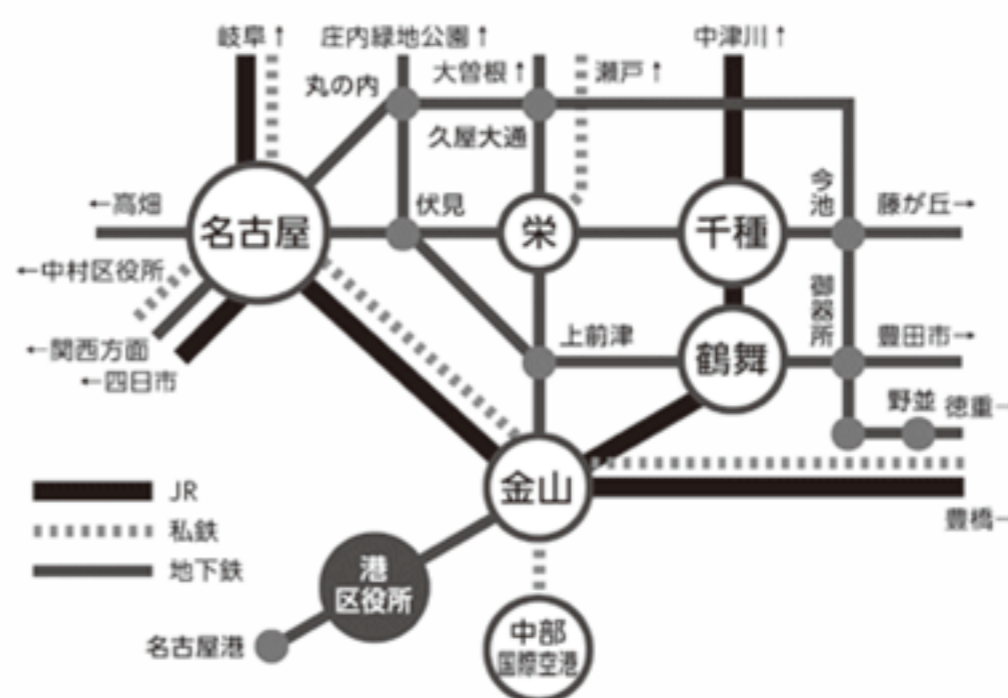 岐阜↑
庄内緑地公園↑
中津川↑
丸の内
大曽根↑
瀬戸↑
久屋大通
←高畑
名古屋
伏見
栄
千種
今池
藤が丘→
←中村区役所
御器所
←関西方面
上前津
鶴舞
豊田市→
←四日市
野並
徳重
金山
JR
私鉄
豊橋
地下鉄
港
区役所
名古屋港
中部
国際空港